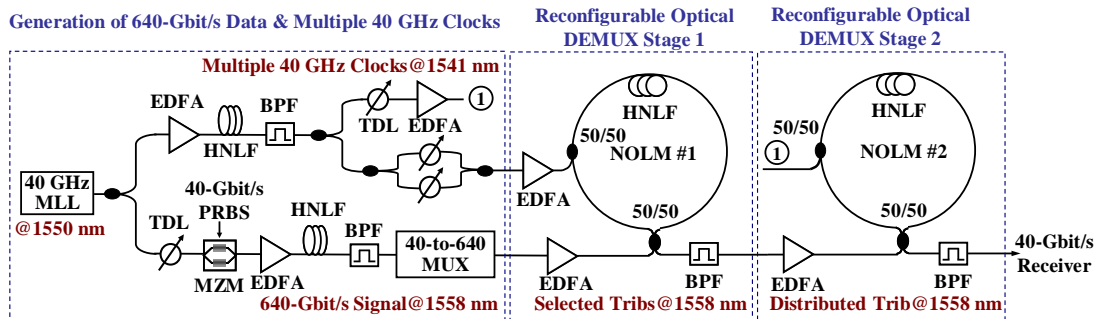 Generation of 640-Gbit/s Data & Multiple 40 GHz Clocks
Reconfigurable Optical
DEMUX Stage 1
Reconfigurable Optical
DEMUX Stage 2
Multiple 40 GHz Clocks@1541 nm
EDFA
HNLF
BPF
TDL
EDFA
1
40 GHz
MLL
@1550 nm
TDL
40-Gbit/s
PRBS
MZM
EDFA
HNLF
BPF
40-to-640
MUX
640-Gbit/s Signal@1558 nm
EDFA
50/50
HNLF
NOLM #1
50/50
EDFA
BPF
Selected Tribs@1558 nm
1
50/50
HNLF
NOLM #2
50/50
EDFA
BPF
Distributed Trib@1558 nm
40-Gbit/s
Receiver